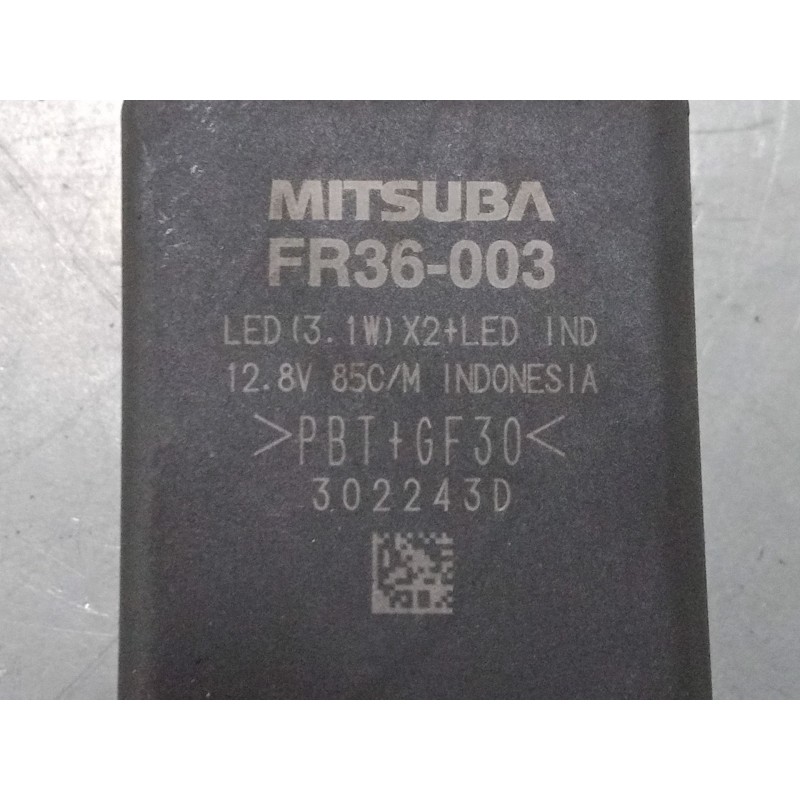 MITSUBA
FR36-003
LED(3.1W)X2+LED IND
12.8V 85C/M INDONESIA
>PBT+GF30<
302243D